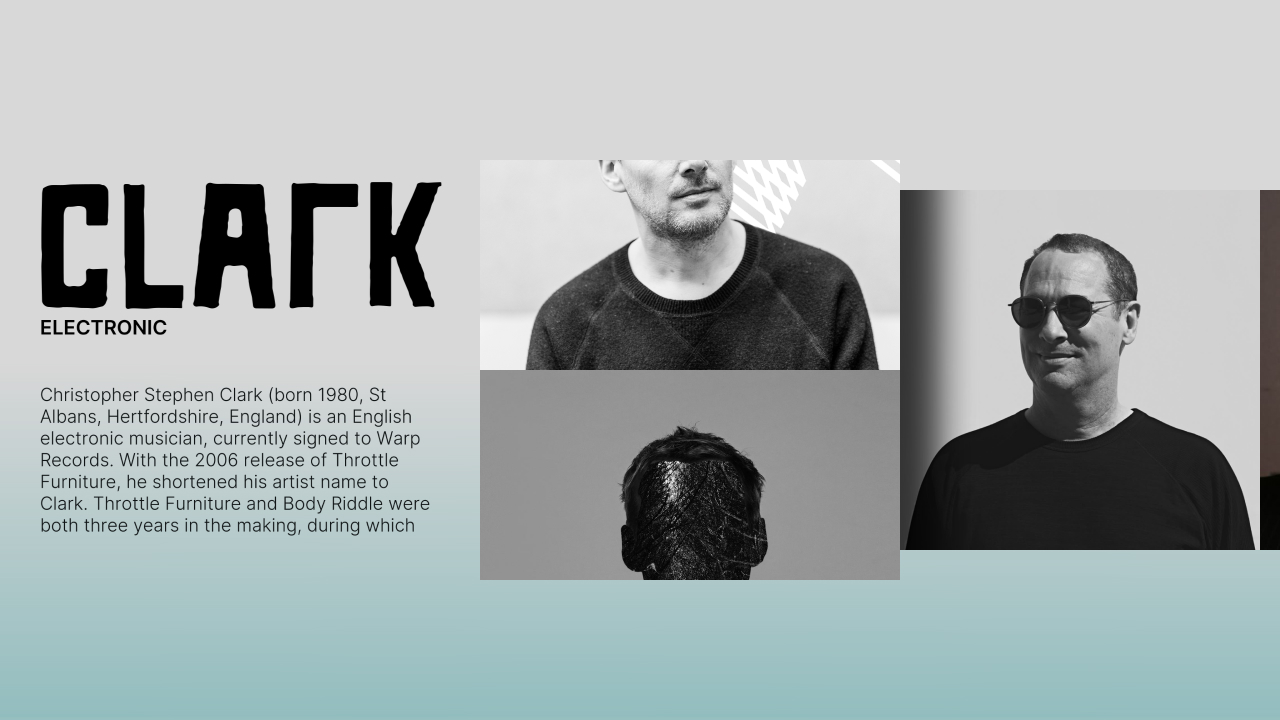 CLARK
ELECTRONIC
Christopher Stephen Clark (born 1980, St
Albans, Hertfordshire, England) is an English
electronic musician, currently signed to Warp
Records. With the 2006 release of Throttle
Furniture, he shortened his artist name to
Clark. Throttle Furniture and Body Riddle were
both three years in the making, during which